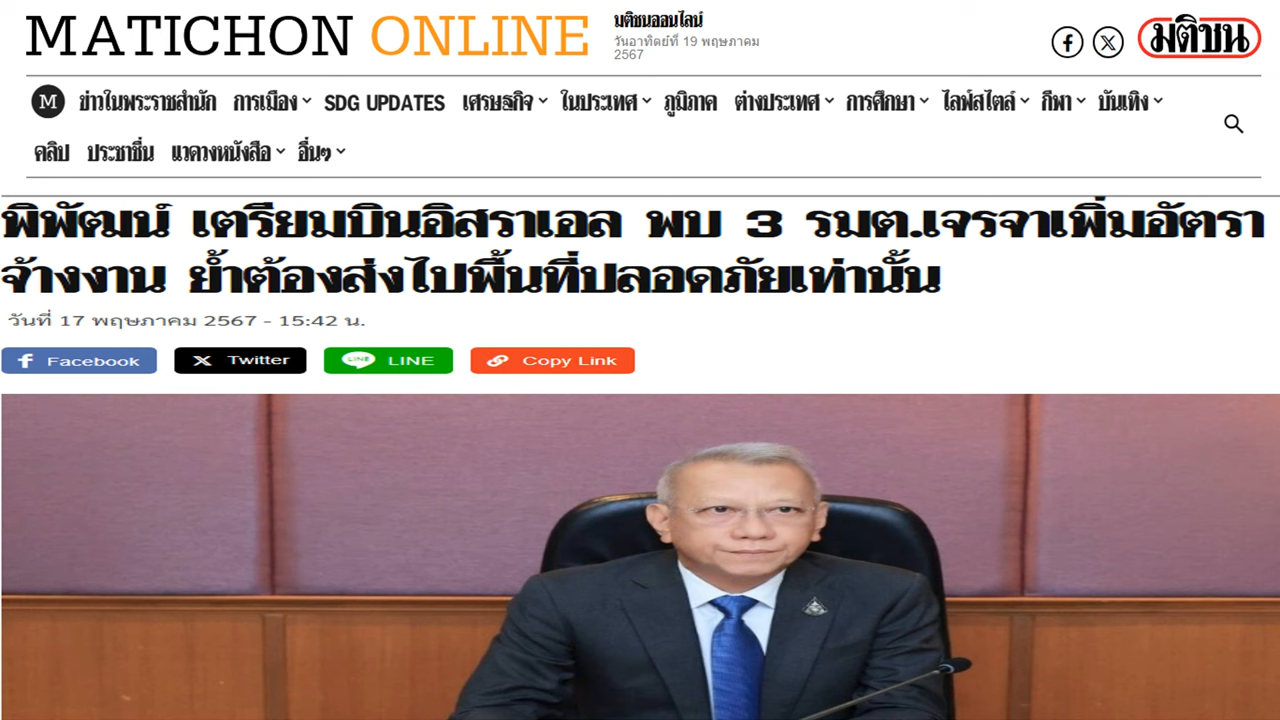 MATICHON ONLINE
มติชนออนไลน์
วันอาทิตย์ที่ 19 พฤษภาคม
2567
มติชน
M ข่าวในพระราชสำนัก การเมือง SDG UPDATES เศรษฐกิจ ในประเทศ ภูมิภาค ต่างประเทศ การศึกษา ไลฟ์สไตล์ กีฬา บันเทิง
คลิป ประชาชื่น แวดวงหนังสือ อื่นๆ
พิพัฒน์ เตรียมบินอิสราเอล พบ 3 รมต.เจรจาเพิ่มอัตรา
จ้างงาน ย้ำต้องส่งไปพื้นที่ปลอดภัยเท่านั้น
วันที่ 17 พฤษภาคม 2567 - 15:42 น.
Facebook Twitter LINE LINE Copy Link